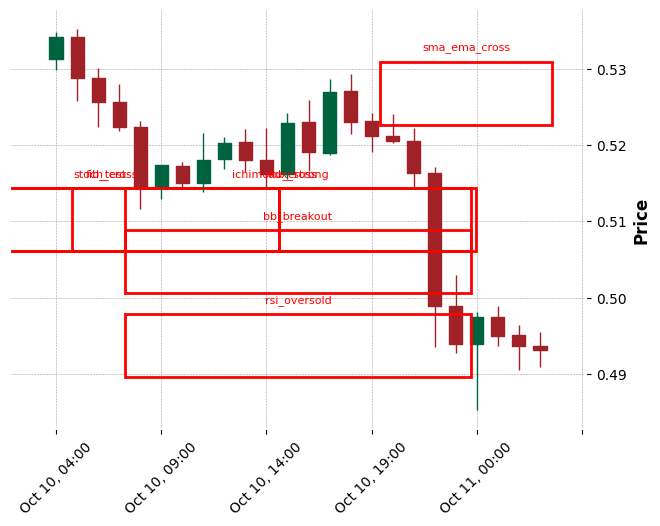 sma_ema_cross
0.53
0.52
0.51
0.50
0.49
Price
bb_breakout
rsi_oversold
Oct 10, 04:00
Oct 10, 09:00
Oct 10, 14:00
Oct 10, 19:00
Oct 11, 00:00